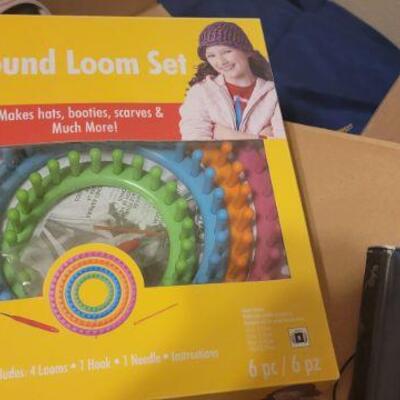 ound Loom Set
Makes hats, booties, scarves &
Much More!
ludes: 4 Looms • 1 Hook • 1 Needle • Instructions
6 pc / 6 pz